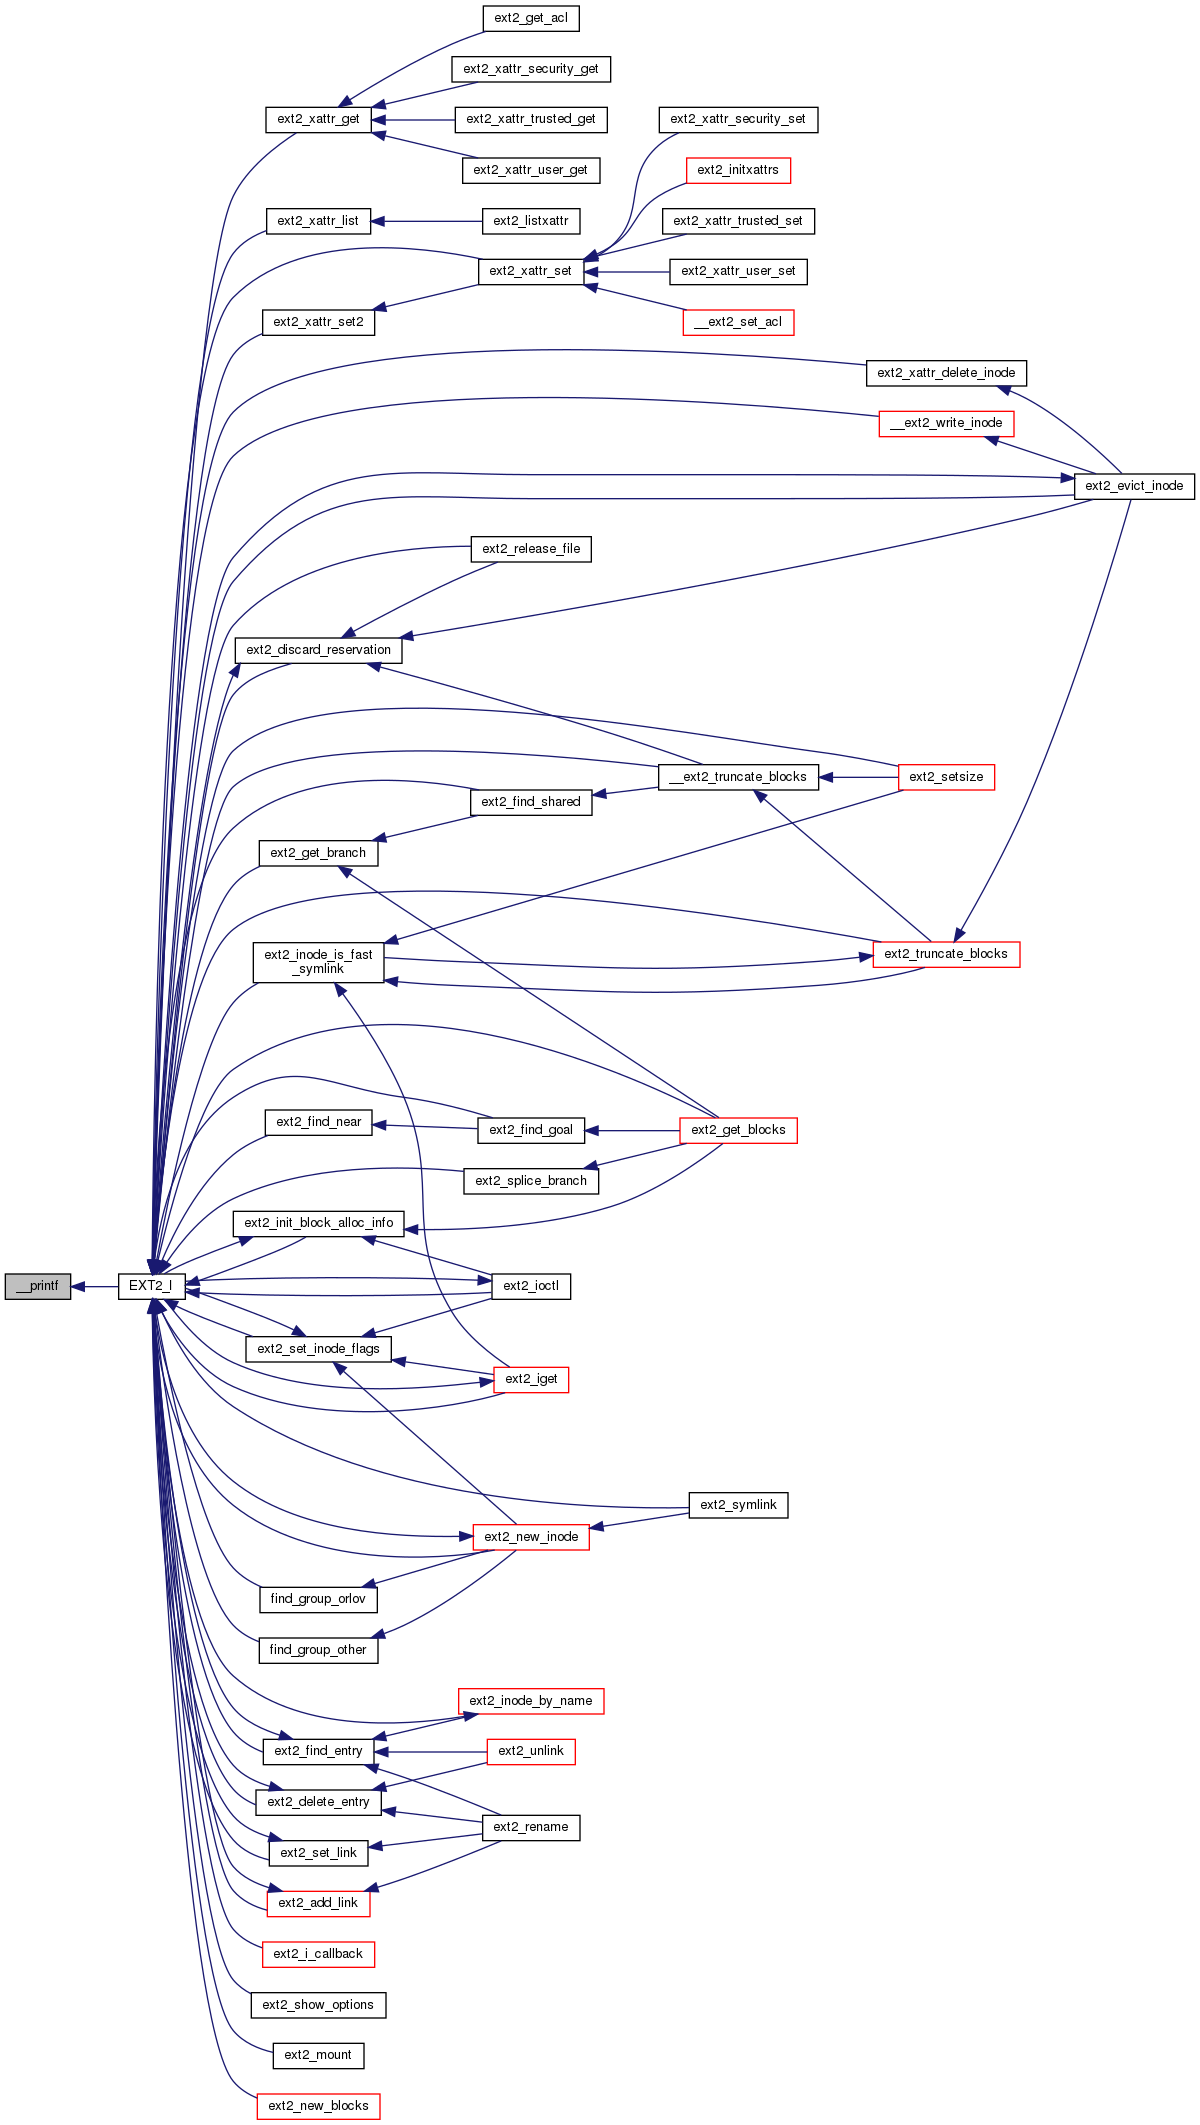 ext2_get_acl
ext2_xattr_security_get
ext2_xattr_get
ext2_xattr_trusted_get
ext2_xattr_security_set
ext2_xattr_user_get
ext2_initxattrs
ext2_xattr_list
ext2_listxattr
ext2_xattr_trusted_set
ext2_xattr_set
ext2_xattr_user_set
ext2_xattr_set2
__ext2_set_acl
ext2_xattr_delete_inode
__ext2_write_inode
ext2_evict_inode
ext2_release_file
ext2_discard_reservation
__ext2_truncate_blocks
ext2_setsize
ext2_find_shared
ext2_get_branch
ext2_inode_is_fast
_symlink
ext2_truncate_blocks
ext2_find_near
ext2_find_goal
ext2_get_blocks
ext2_splice_branch
ext2_init_block_alloc_info
__printf
EXT2_I
ext2_ioctl
ext2_set_inode_flags
ext2_iget
ext2_symlink
ext2_new_inode
find_group_orlov
find_group_other
ext2_inode_by_name
ext2_find_entry
ext2_unlink
ext2_delete_entry
ext2_rename
ext2_set_link
ext2_add_link
ext2_i_callback
ext2_show_options
ext2_mount
ext2_new_blocks